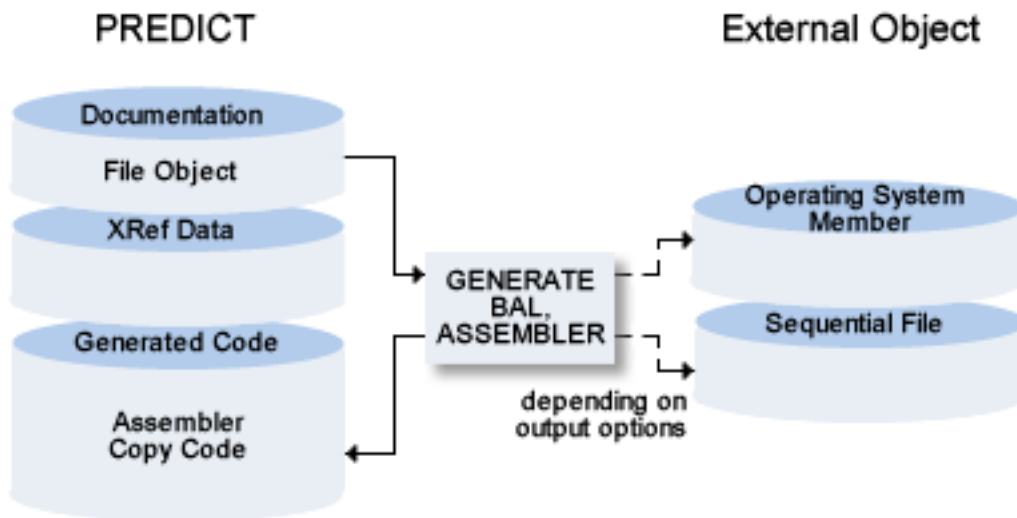 PREDICT
External Object
Documentation
File Object
XRef Data
Generated Code
Assembler
Copy Code
GENERATE
BAL,
ASSEMBLER
depending on
output options
Operating System
Member
Sequential File